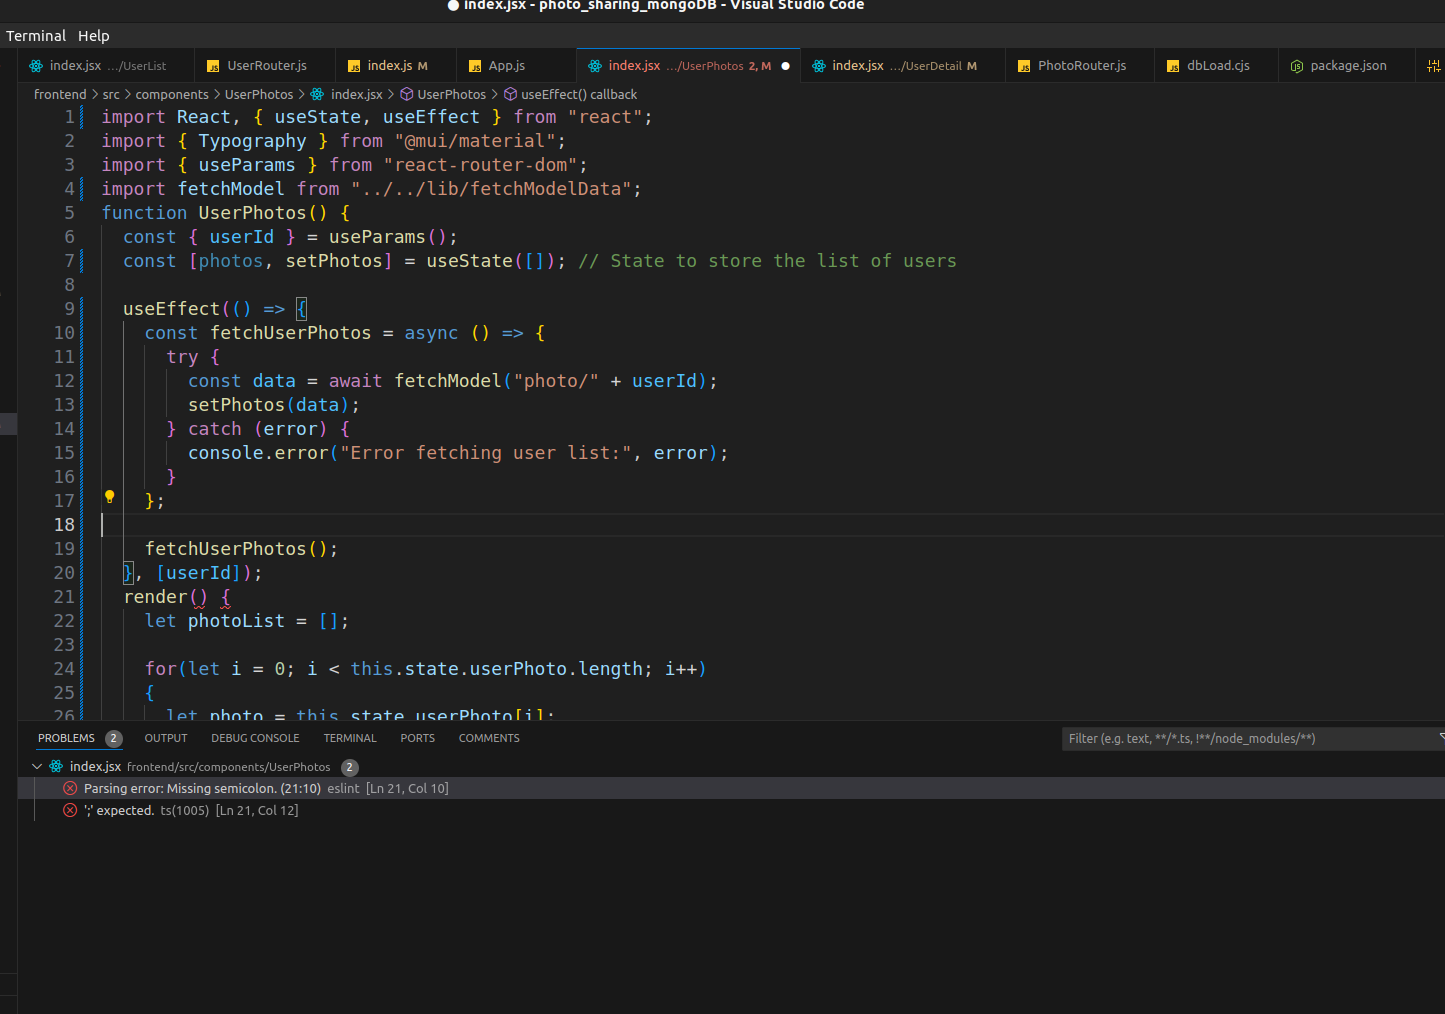 ● index.jsx - photo_sharing_mongoDB - Visual Studio Code
Terminal Help
index.jsx .../UserList UserRouter.js index.js M App.js index.jsx .../UserPhotos 2, M ● index.jsx .../UserDetail M PhotoRouter.js dbLoad.cjs package.json
frontend > src > components > UserPhotos > index.jsx > UserPhotos > useEffect() callback
1 import React, { useState, useEffect } from "react";
2 import { Typography } from "@mui/material";
3 import { useParams } from "react-router-dom";
4 import fetchModel from "../../lib/fetchModelData";
5 function UserPhotos() {
6 const { userId } = useParams();
7 const [photos, setPhotos] = useState([]); // State to store the list of users
8
9 useEffect(() => {
10 const fetchUserPhotos = async () => {
11 try {
12 const data = await fetchModel("photo/" + userId);
13 setPhotos(data);
14 } catch (error) {
15 console.error("Error fetching user list:", error);
16 }
17 };
18
19 fetchUserPhotos();
20 }, [userId]);
21 render() {
22 let photoList = [];
23
24 for(let i = 0; i < this.state.userPhoto.length; i++)
25 {
26 let photo = this.state.userPhoto[i];
PROBLEMS 2 OUTPUT DEBUG CONSOLE TERMINAL PORTS COMMENTS Filter (e.g. text, **/*.ts, !**/node_modules/**)
index.jsx frontend/src/components/UserPhotos 2
Parsing error: Missing semicolon. (21:10) eslint [Ln 21, Col 10]
';' expected. ts(1005) [Ln 21, Col 12]